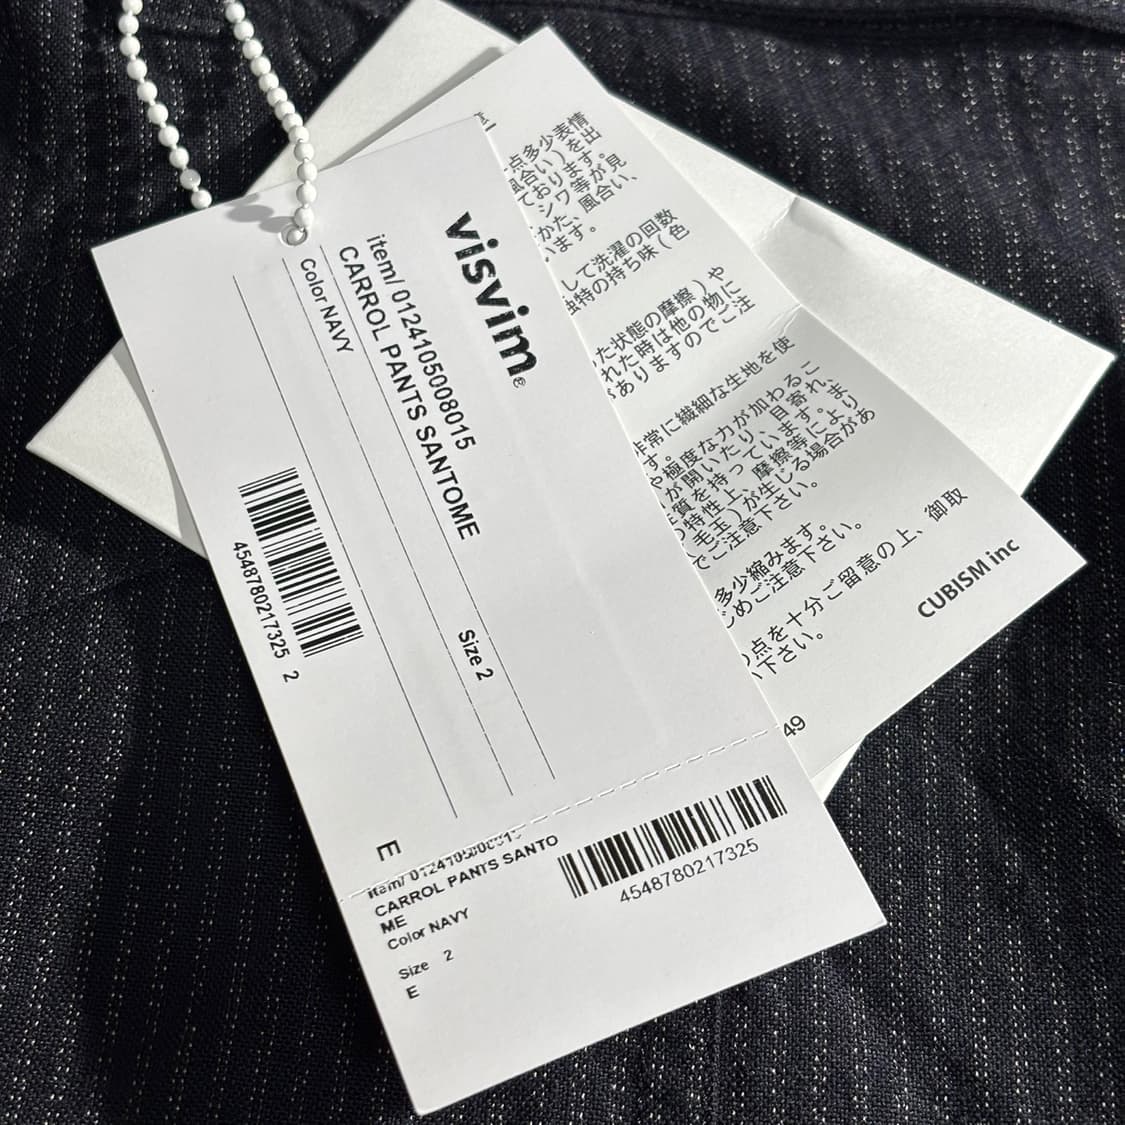 visvim®
item/ 0124105008015
CARROL PANTS SANTOME
Color NAVY
Size 2
4548780217325 2
E
item/ 0124105008015
CARROL PANTS SANTO
ME
Color NAVY
Size 2
E
4548780217325
点多少表情
風合い)を出
ております。
シワ等が見
かた、風合い、
います。
して洗濯の回数
独特の持ち味(色
った状態の摩擦)や
れた時は他の物に
がありますのでご注
非常に繊細な生地を使
す。
や極度な力が加わるこ
が開いたり、目寄れ、
質を持っています。ま
の特性上、摩擦等により
毛玉)が生じる場合があ
でご注意下さい。
多少縮みます。
じめご注意下さい。
の点を十分ご留意の上、御取
い下さい。
CUBISM inc
49